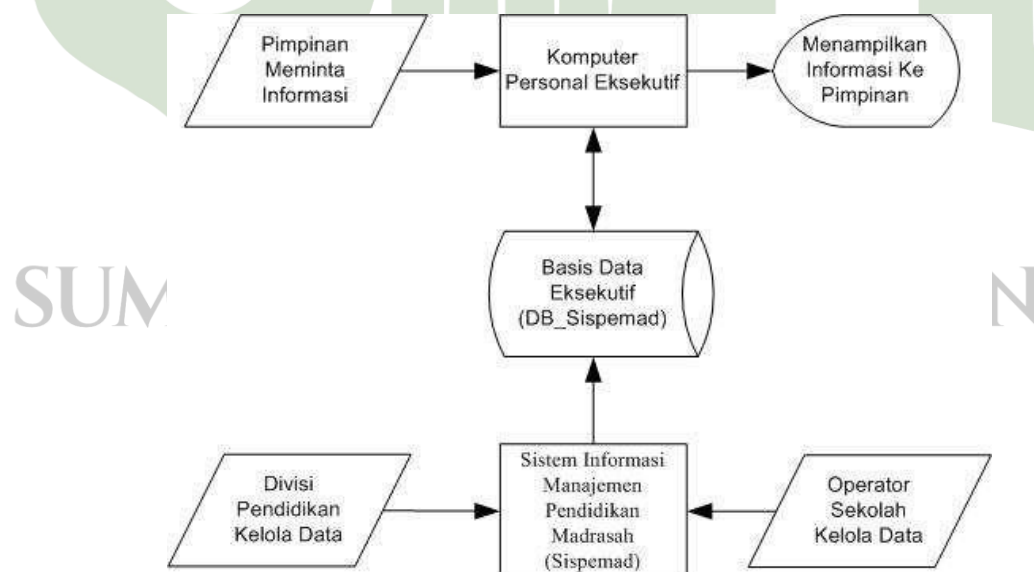 Pimpinan
Meminta
Informasi
Komputer
Personal Eksekutif
Menampilkan
Informasi Ke
Pimpinan
Basis Data
Eksekutif
(DB_Sispemad)
SUM
N
Divisi
Pendidikan
Kelola Data
Sistem Informasi
Manajemen
Pendidikan
Madrasah
(Sispemad)
Operator
Sekolah
Kelola Data